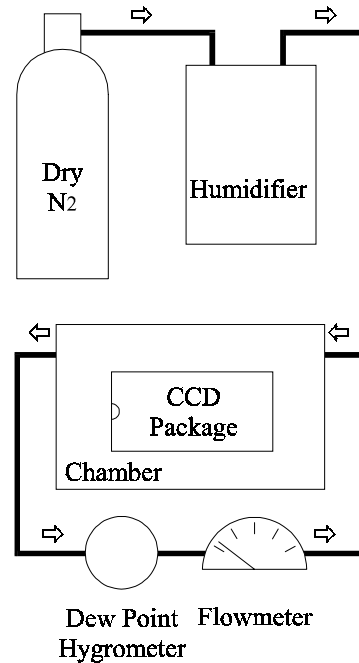 Dry
N2
Humidifier
CCD
Package
Chamber
Dew Point
Hygrometer
Flowmeter